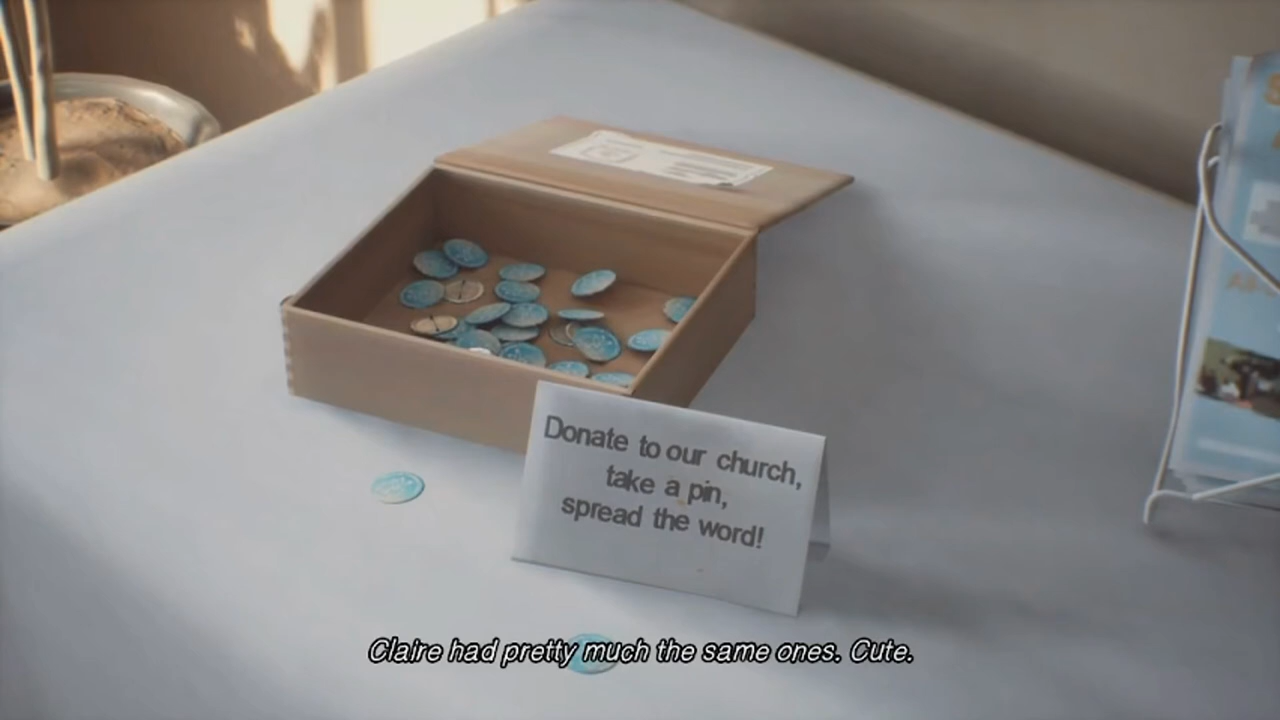 Donate to our church,
take a pin,
spread the word!
Claire had pretty much the same ones. Cute.